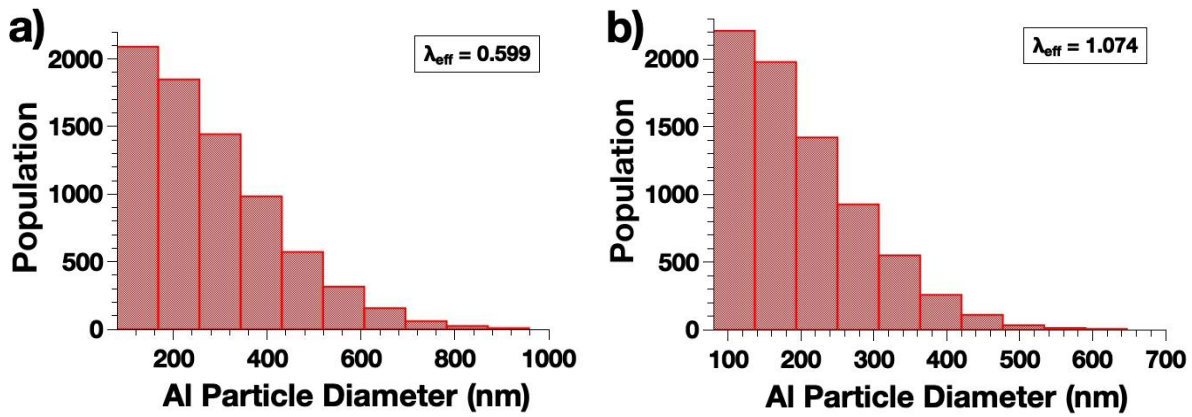 a)
λeff = 0.599
Population
2000
1500
1000
500
0
200 400 600 800 1000
Al Particle Diameter (nm)
b)
λeff = 1.074
Population
2000
1500
1000
500
0
100 200 300 400 500 600 700
Al Particle Diameter (nm)